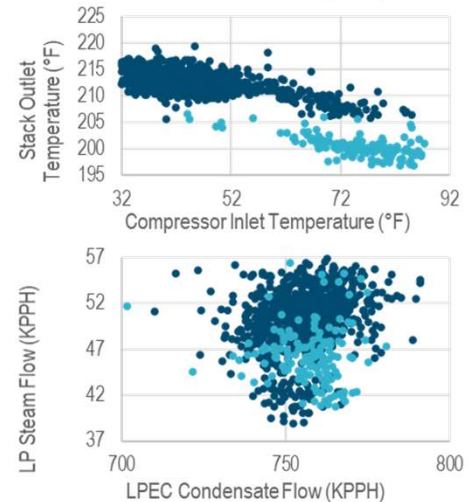 225
220
215
210
205
200
195
Stack Outlet
Temperature (°F)
32 52 72 92
Compressor Inlet Temperature (°F)
57
52
47
42
37
LP Steam Flow (KPPH)
700 750 800
LPEC Condensate Flow (KPPH)